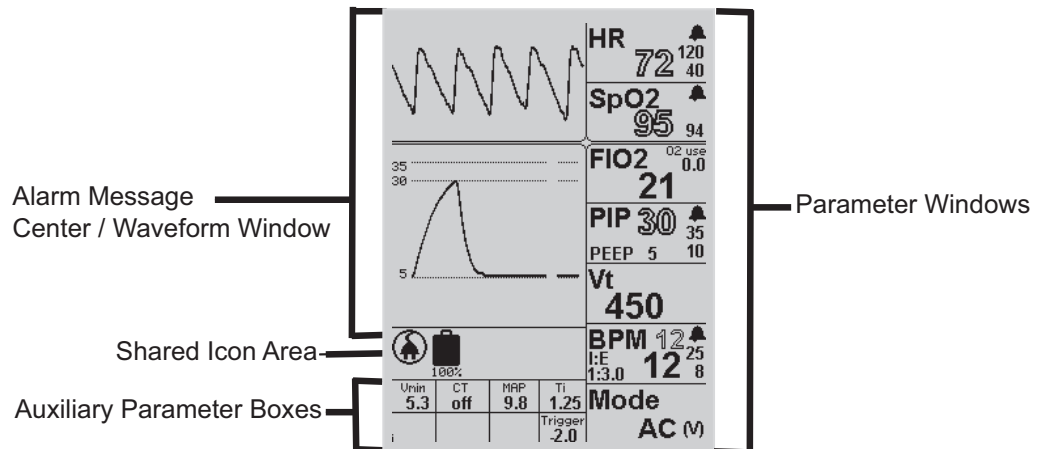 Alarm Message
Center / Waveform Window
Shared Icon Area
Auxiliary Parameter Boxes
35
30
5
100%
Vmin
5.3
CT
off
MAP
9.8
Ti
1.25
Trigger
-2.0
HR
72
120
40
SpO2
95
94
FIO2
O2 use
0.0
21
PIP 30
35
PEEP 5
10
Vt
450
BPM 12
I:E
1:3.0
12
25
8
Mode
AC (V)
Parameter Windows